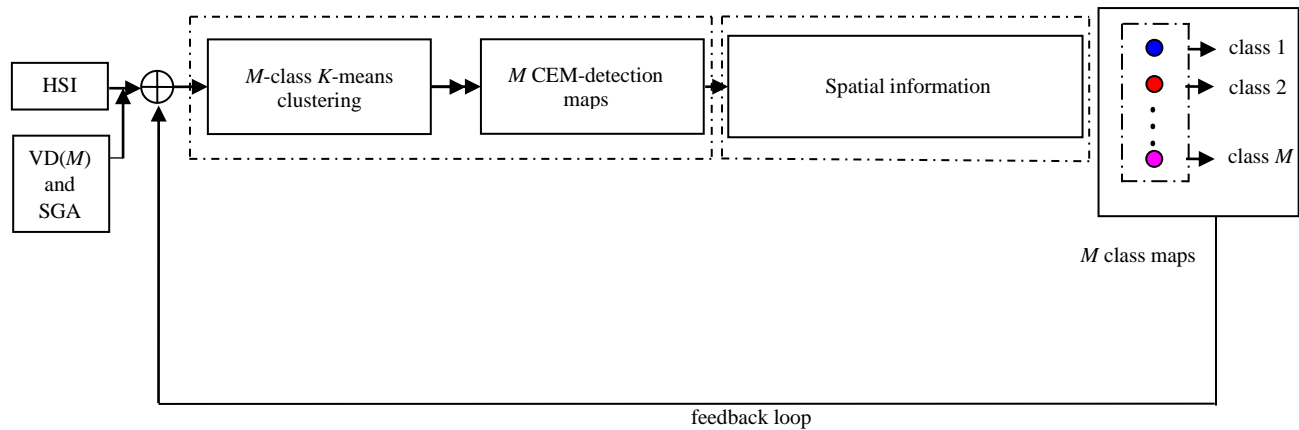 HSI
VD(M)
and
SGA
M-class K-means
clustering
M CEM-detection
maps
Spatial information
class 1
class 2
class M
M class maps
feedback loop